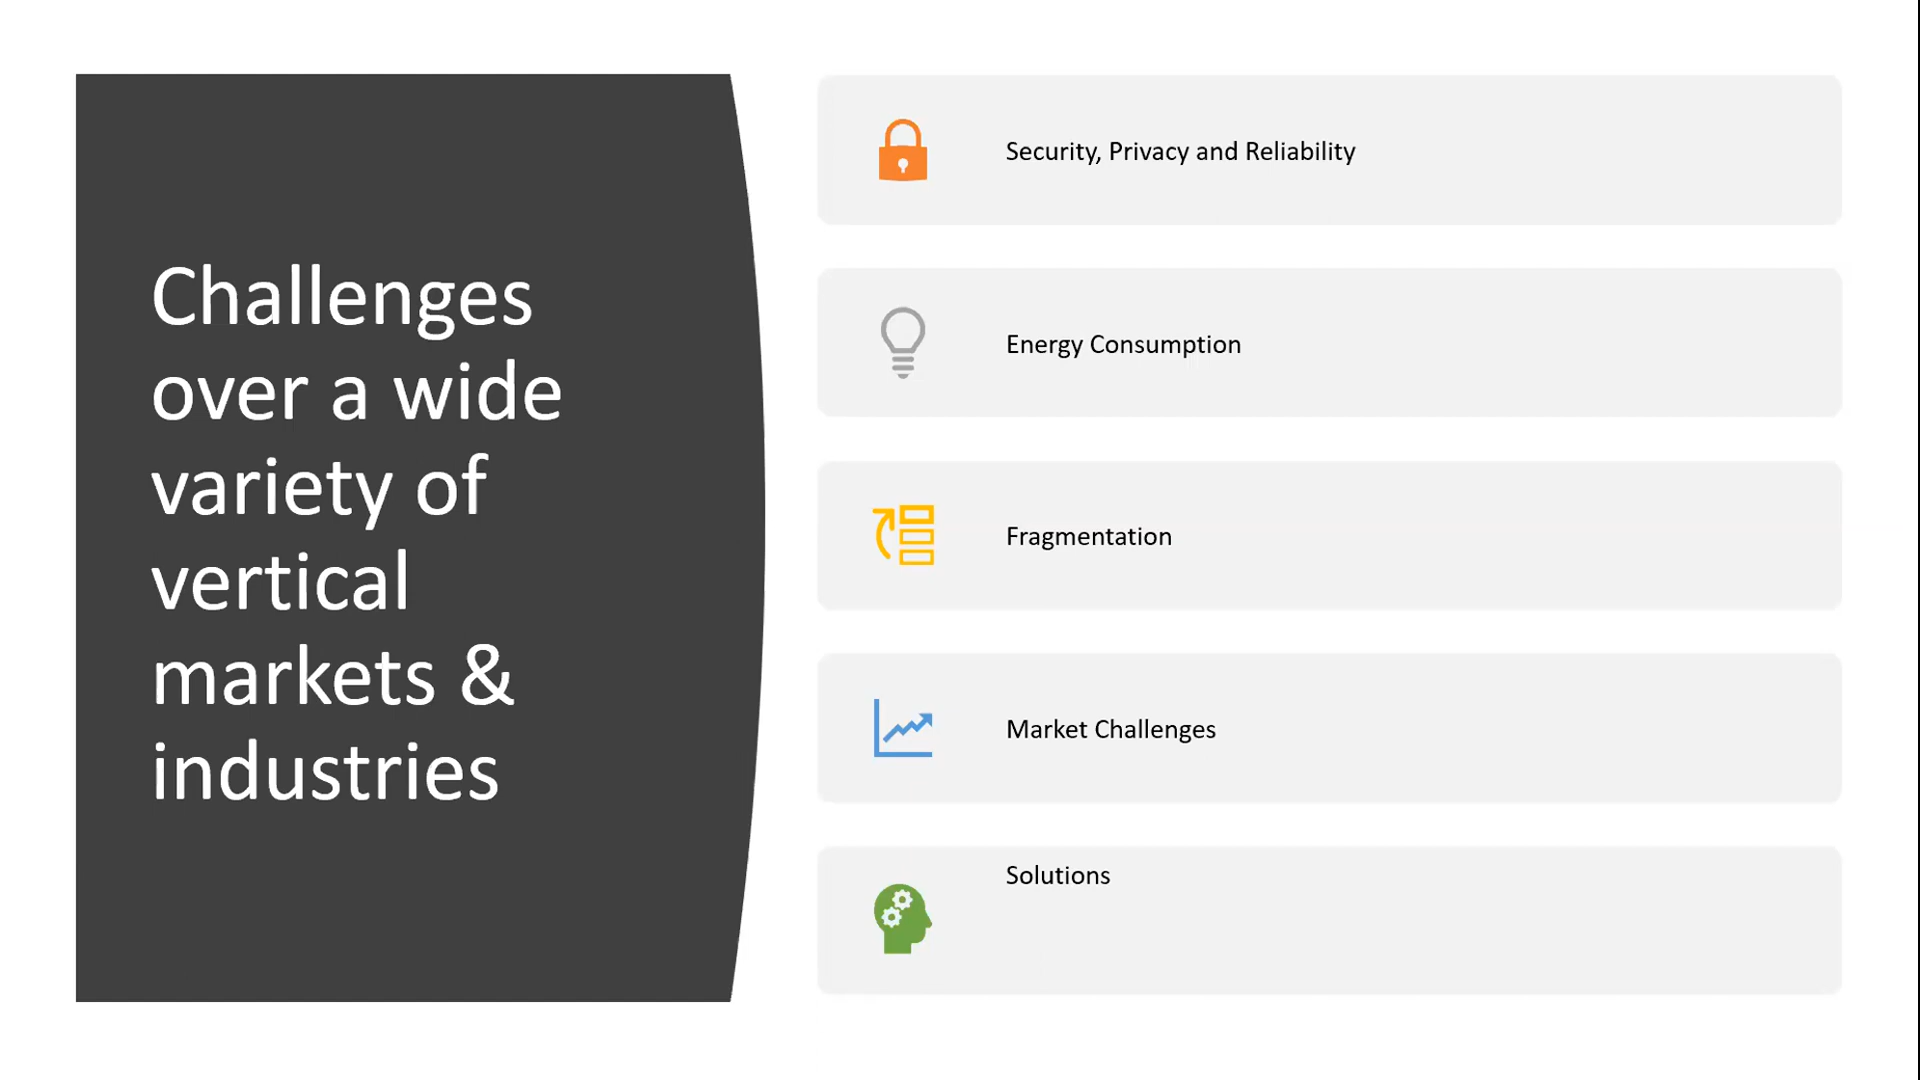 Challenges
over a wide
variety of
vertical
markets &
industries
Security, Privacy and Reliability
Energy Consumption
Fragmentation
Market Challenges
Solutions